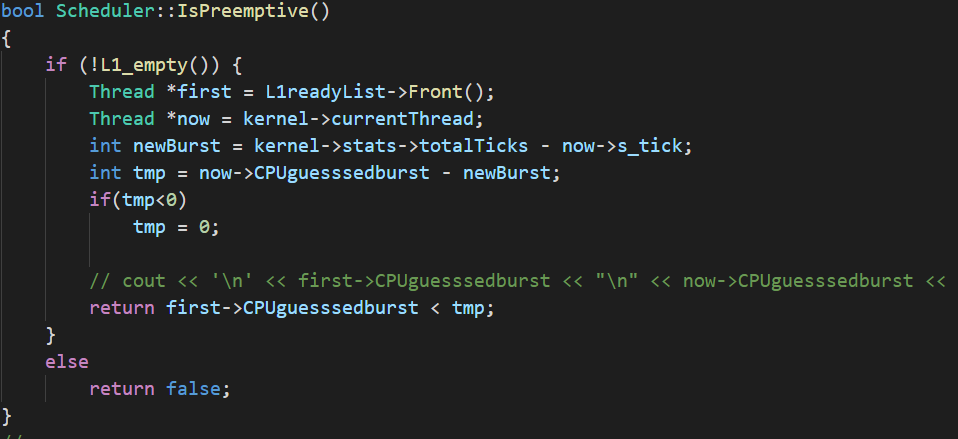 bool Scheduler::IsPreemptive()
{
    if (!L1_empty()) {
        Thread *first = L1readyList->Front();
        Thread *now = kernel->currentThread;
        int newBurst = kernel->stats->totalTicks - now->s_tick;
        int tmp = now->CPUguesssedburst - newBurst;
        if(tmp<0)
            tmp = 0;

        // cout << '\n' << first->CPUguesssedburst << "\n" << now->CPUguesssedburst <<
        return first->CPUguesssedburst < tmp;
    }
    else
        return false;
}
//